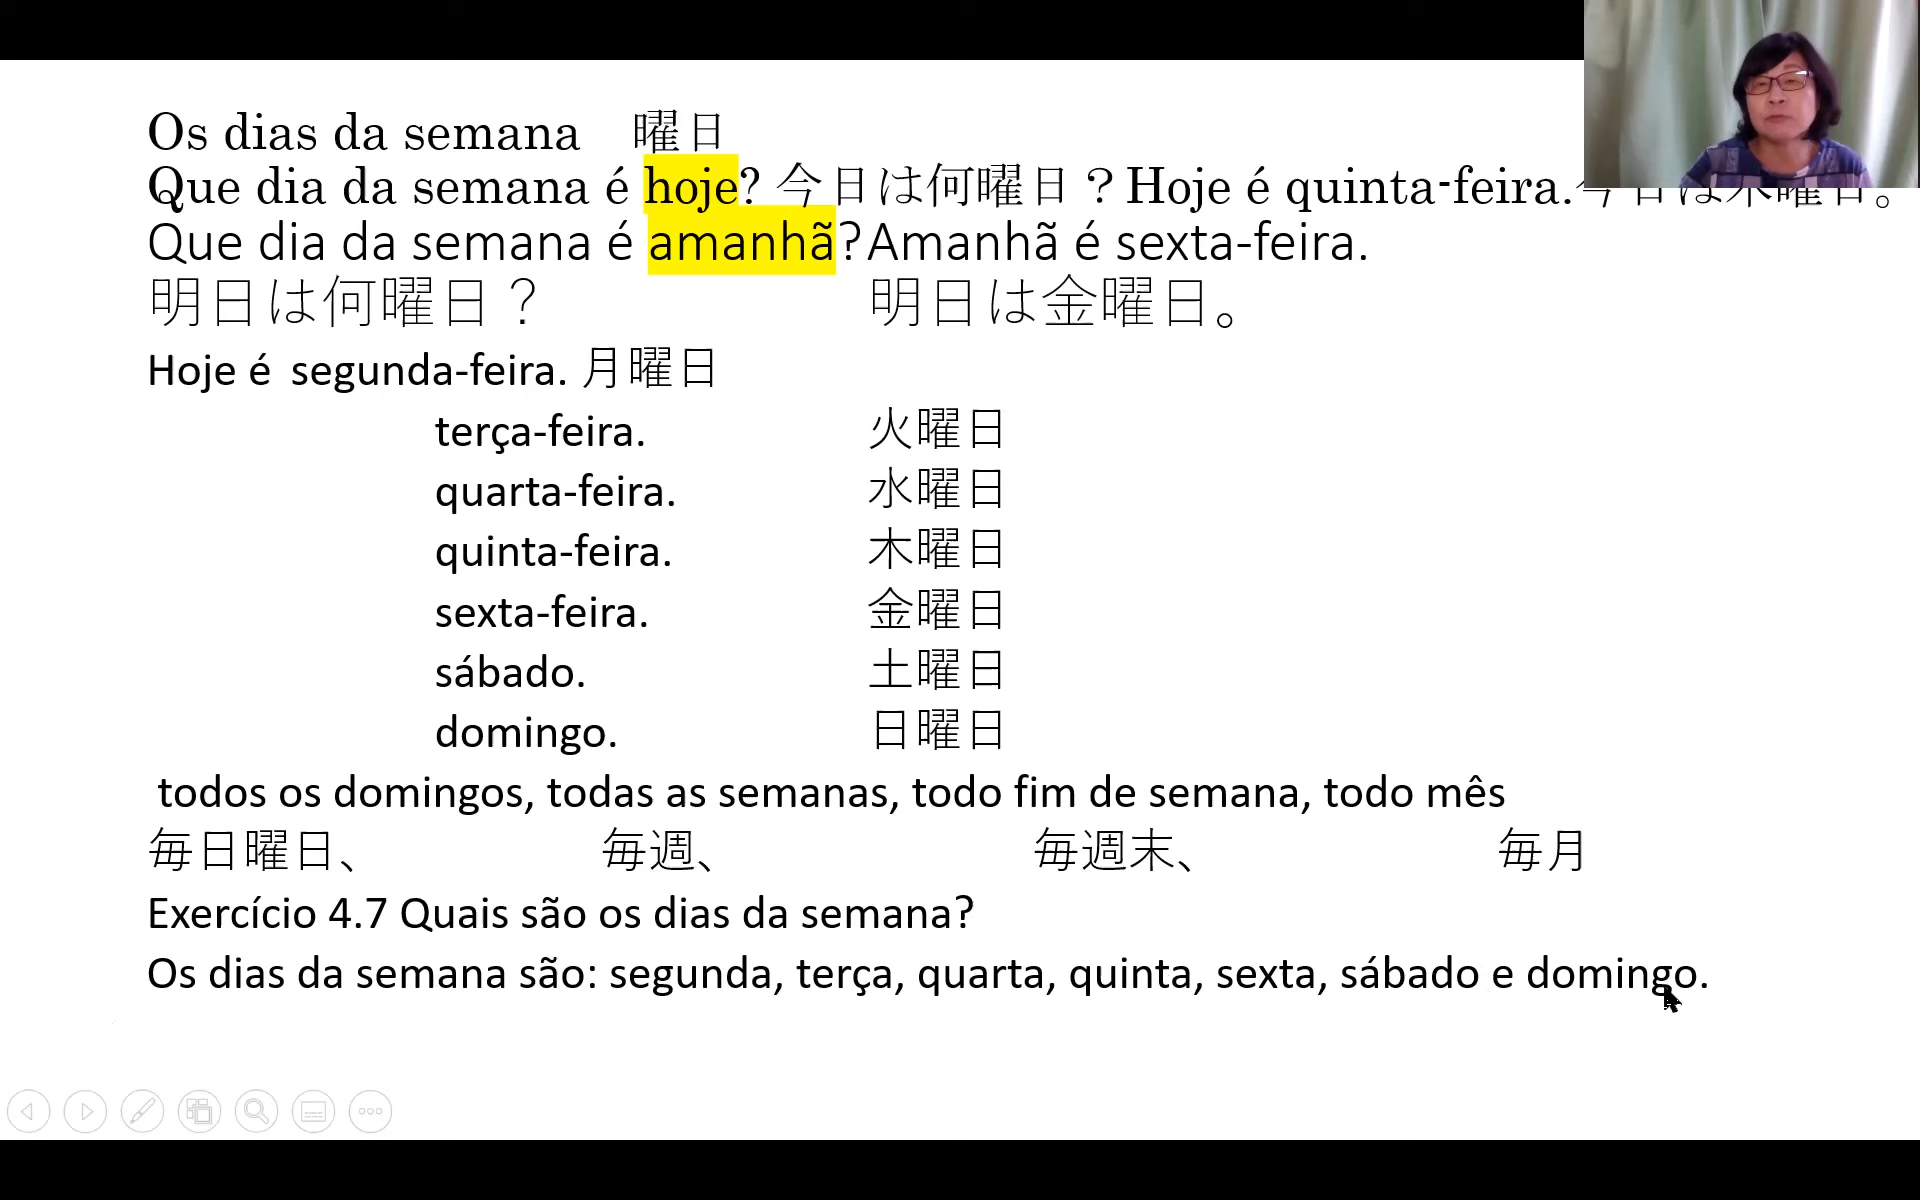 Os dias da semana 曜日
Que dia da semana é hoje? 今日は何曜日？Hoje é quinta-feira.今日は木曜日。
Que dia da semana é amanhã?Amanhã é sexta-feira.
明日は何曜日？ 明日は金曜日。
Hoje é segunda-feira. 月曜日
terça-feira. 火曜日
quarta-feira. 水曜日
quinta-feira. 木曜日
sexta-feira. 金曜日
sábado. 土曜日
domingo. 日曜日
todos os domingos, todas as semanas, todo fim de semana, todo mês
毎日曜日、 毎週、 毎週末、 毎月
Exercício 4.7 Quais são os dias da semana?
Os dias da semana são: segunda, terça, quarta, quinta, sexta, sábado e domingo.